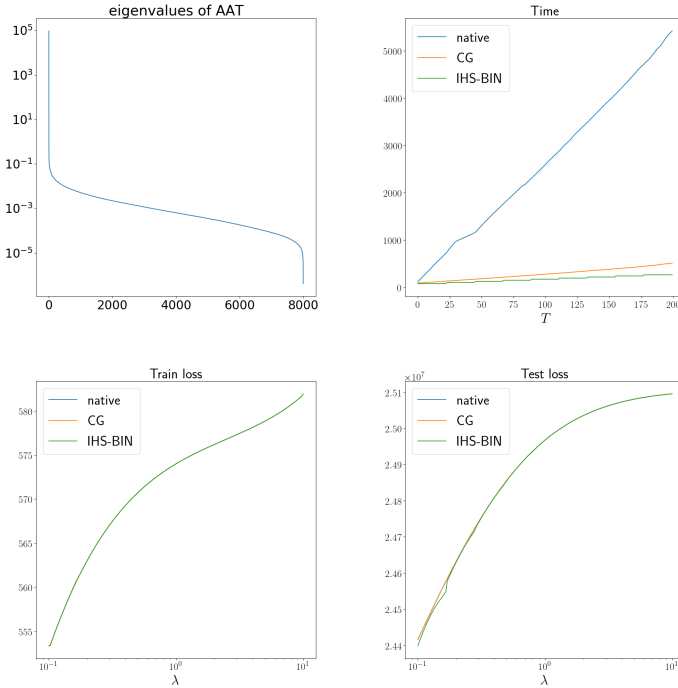 eigenvalues of AAT
10^5
10^3
10^1
10^−1
10^−3
10^−5
0 2000 4000 6000 8000
Time
native
CG
IHS-BIN
5000
4000
3000
2000
1000
0
0 25 50 75 100 125 150 175 200
T
Train loss
native
CG
IHS-BIN
580
575
570
565
560
555
10^−1 10^0 10^1
λ
Test loss
×10^7
native
CG
IHS-BIN
2.51
2.50
2.49
2.48
2.47
2.46
2.45
2.44
10^−1 10^0 10^1
λ